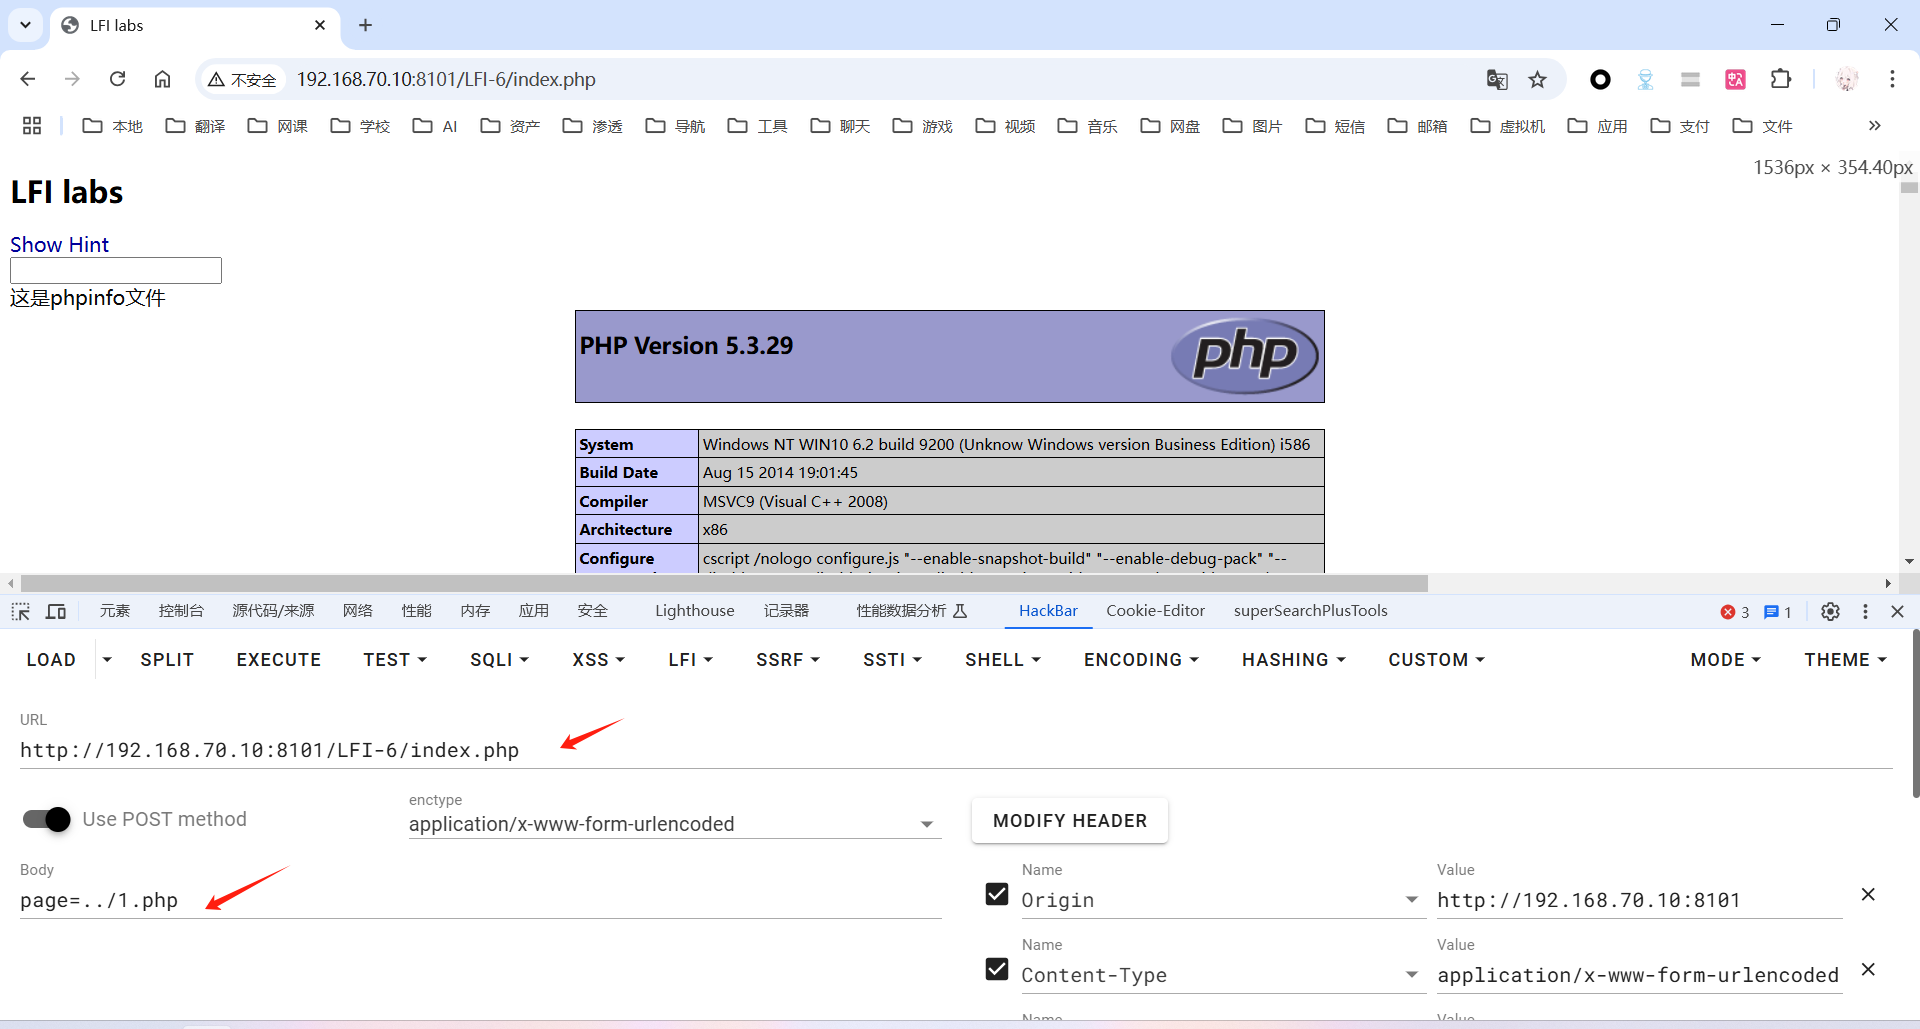 LFI labs
不安全
192.168.70.10:8101/LFI-6/index.php
本地 翻译 网课 学校 AI 资产 渗透 导航 工具 聊天 游戏 视频 音乐 网盘 图片 短信 邮箱 虚拟机 应用 支付 文件
1536px × 354.40px
LFI labs
Show Hint
这是phpinfo文件
PHP Version 5.3.29
php
System Windows NT WIN10 6.2 build 9200 (Unknow Windows version Business Edition) i586
Build Date Aug 15 2014 19:01:45
Compiler MSVC9 (Visual C++ 2008)
Architecture x86
Configure cscript /nologo configure.js "--enable-snapshot-build" "--enable-debug-pack" "--
元素 控制台 源代码/来源 网络 性能 内存 应用 安全 Lighthouse 记录器 性能数据分析 HackBar Cookie-Editor superSearchPlusTools 3 1
LOAD SPLIT EXECUTE TEST SQLI XSS LFI SSRF SSTI SHELL ENCODING HASHING CUSTOM MODE THEME
URL
http://192.168.70.10:8101/LFI-6/index.php
Use POST method
enctype
application/x-www-form-urlencoded
MODIFY HEADER
Body
page=../1.php
Name Value
Origin http://192.168.70.10:8101
Name Value
Content-Type application/x-www-form-urlencoded
Name Value